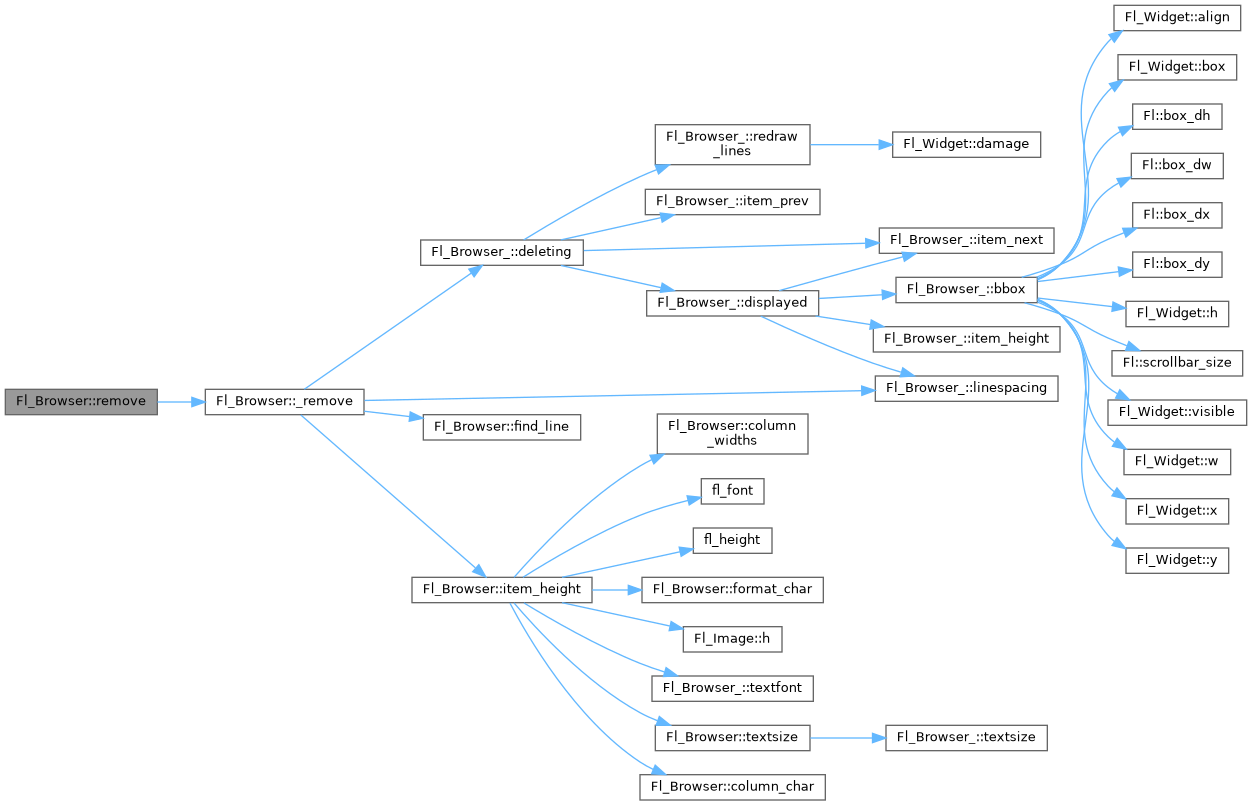 Fl_Browser::remove
Fl_Browser::_remove
Fl_Browser_::deleting
Fl_Browser::find_line
Fl_Browser::item_height
Fl_Browser_::redraw
_lines
Fl_Browser_::item_prev
Fl_Browser_::displayed
Fl_Browser::column
_widths
fl_font
fl_height
Fl_Browser::format_char
Fl_Image::h
Fl_Browser_::textfont
Fl_Browser::textsize
Fl_Browser::column_char
Fl_Widget::damage
Fl_Browser_::item_next
Fl_Browser_::bbox
Fl_Browser_::item_height
Fl_Browser_::linespacing
Fl_Browser_::textsize
Fl_Widget::align
Fl_Widget::box
Fl::box_dh
Fl::box_dw
Fl::box_dx
Fl::box_dy
Fl_Widget::h
Fl::scrollbar_size
Fl_Widget::visible
Fl_Widget::w
Fl_Widget::x
Fl_Widget::y